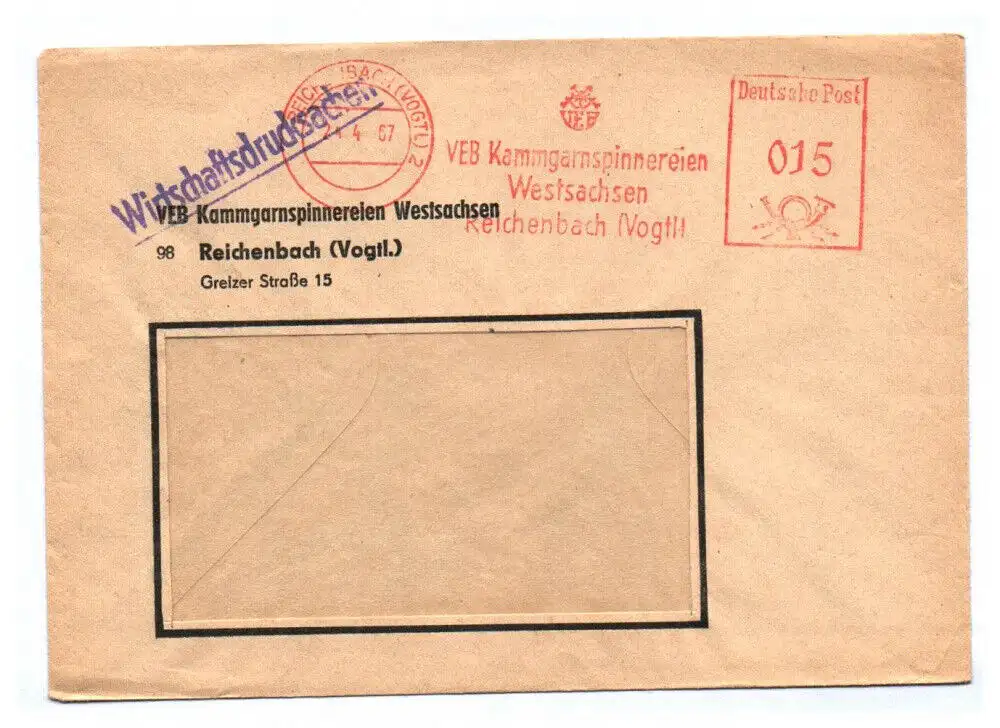 REICHENBACH (VOGTL) 2
24. 4. 67
VEB
VEB Kammgarnspinnereien
Westsachsen
Reichenbach (Vogtl)
Deutsche Post
015
Wirtschaftsdrucksachen
VEB Kammgarnspinnereien Westsachsen
98 Reichenbach (Vogtl.)
Greizer Straße 15